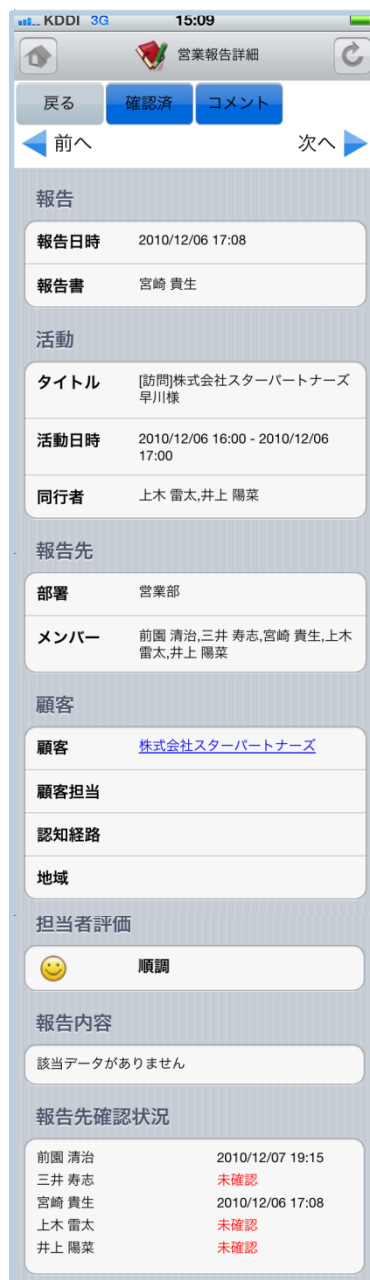 KDDI 3G 15:09
営業報告詳細
戻る 確認済 コメント
前へ 次へ
報告
報告日時 2010/12/06 17:08
報告書 宮崎 貴生
活動
タイトル [訪問]株式会社スターパートナーズ
早川様
活動日時 2010/12/06 16:00 - 2010/12/06
17:00
同行者 上木 雷太,井上 陽菜
報告先
部署 営業部
メンバー 前園 清治,三井 寿志,宮崎 貴生,上木
雷太,井上 陽菜
顧客
顧客 株式会社スターパートナーズ
顧客担当
認知経路
地域
担当者評価
順調
報告内容
該当データがありません
報告先確認状況
前園 清治 2010/12/07 19:15
三井 寿志 未確認
宮崎 貴生 2010/12/06 17:08
上木 雷太 未確認
井上 陽菜 未確認